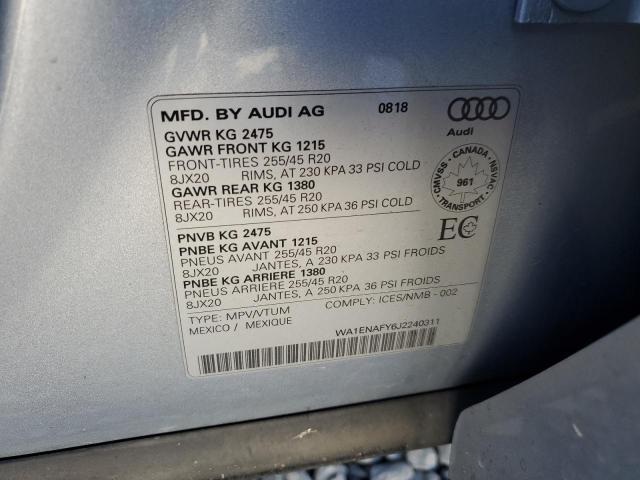 MFD. BY AUDI AG 0818
Audi
GVWR KG 2475
GAWR FRONT KG 1215
FRONT-TIRES 255/45 R20
8JX20 RIMS, AT 230 KPA 33 PSI COLD
GAWR REAR KG 1380
REAR-TIRES 255/45 R20
8JX20 RIMS, AT 250 KPA 36 PSI COLD
CMVSS - CANADA - NSVAC
961
TRANSPORT
PNVB KG 2475
PNBE KG AVANT 1215
PNEUS AVANT 255/45 R20
8JX20 JANTES, A 230 KPA 33 PSI FROIDS
PNBE KG ARRIERE 1380
PNEUS ARRIERE 255/45 R20
8JX20 JANTES, A 250 KPA 36 PSI FROIDS
EC
TYPE: MPV/VTUM COMPLY: ICES/NMB - 002
MEXICO / MEXIQUE
WA1ENAFY6J2240311